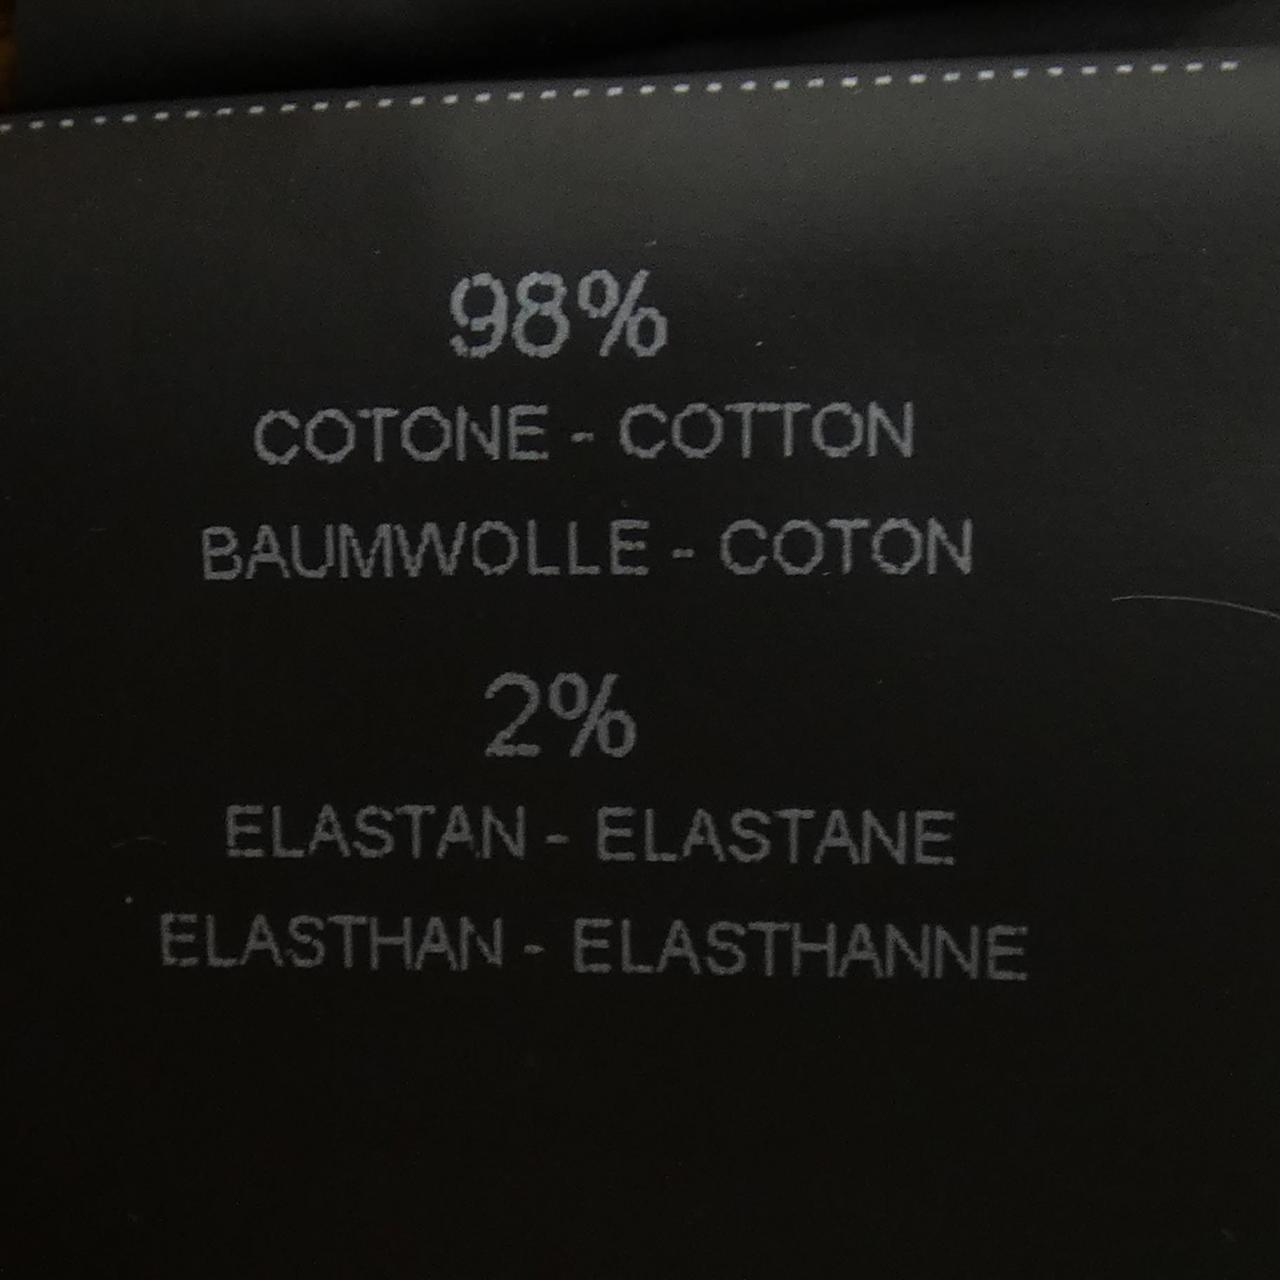 98%
COTONE - COTTON
BAUMWOLLE - COTON
2%
ELASTAN - ELASTANE
ELASTHAN - ELASTHANNE